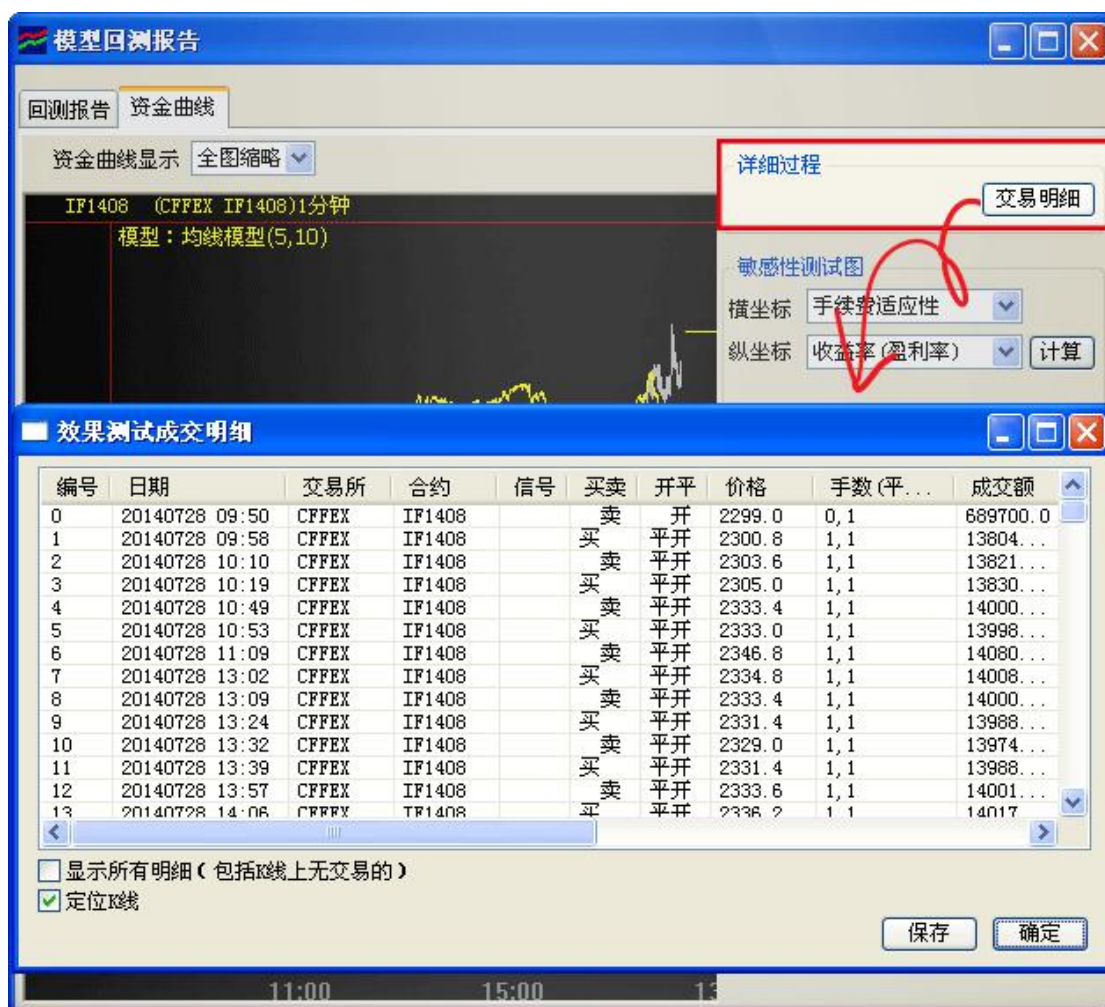 模型回测报告
回测报告 资金曲线
资金曲线显示 全图缩略
详细过程
交易明细
IF1408 (CFFEX IF1408)1分钟
模型：均线模型(5,10)
敏感性测试图
横坐标 手续费适应性
纵坐标 收益率(盈利率) 计算
效果测试成交明细
编号 日期 交易所 合约 信号 买卖 开平 价格 手数(平... 成交额
0 20140728 09:50 CFFEX IF1408 卖 开 2299.0 0,1 689700.0
1 20140728 09:58 CFFEX IF1408 买 平开 2300.8 1,1 13804...
2 20140728 10:10 CFFEX IF1408 卖 平开 2303.6 1,1 13821...
3 20140728 10:19 CFFEX IF1408 买 平开 2305.0 1,1 13830...
4 20140728 10:49 CFFEX IF1408 卖 平开 2333.4 1,1 14000...
5 20140728 10:53 CFFEX IF1408 买 平开 2333.0 1,1 13998...
6 20140728 11:09 CFFEX IF1408 卖 平开 2346.8 1,1 14080...
7 20140728 13:02 CFFEX IF1408 买 平开 2334.8 1,1 14008...
8 20140728 13:09 CFFEX IF1408 卖 平开 2333.4 1,1 14000...
9 20140728 13:24 CFFEX IF1408 买 平开 2331.4 1,1 13988...
10 20140728 13:32 CFFEX IF1408 卖 平开 2329.0 1,1 13974...
11 20140728 13:39 CFFEX IF1408 买 平开 2331.4 1,1 13988...
12 20140728 13:57 CFFEX IF1408 卖 平开 2333.6 1,1 14001...
13 20140728 14:06 CFFEX IF1408 买 平开 2336.2 1,1 14017
显示所有明细(包括K线上无交易的)
定位K线
保存 确定
11:00 15:00